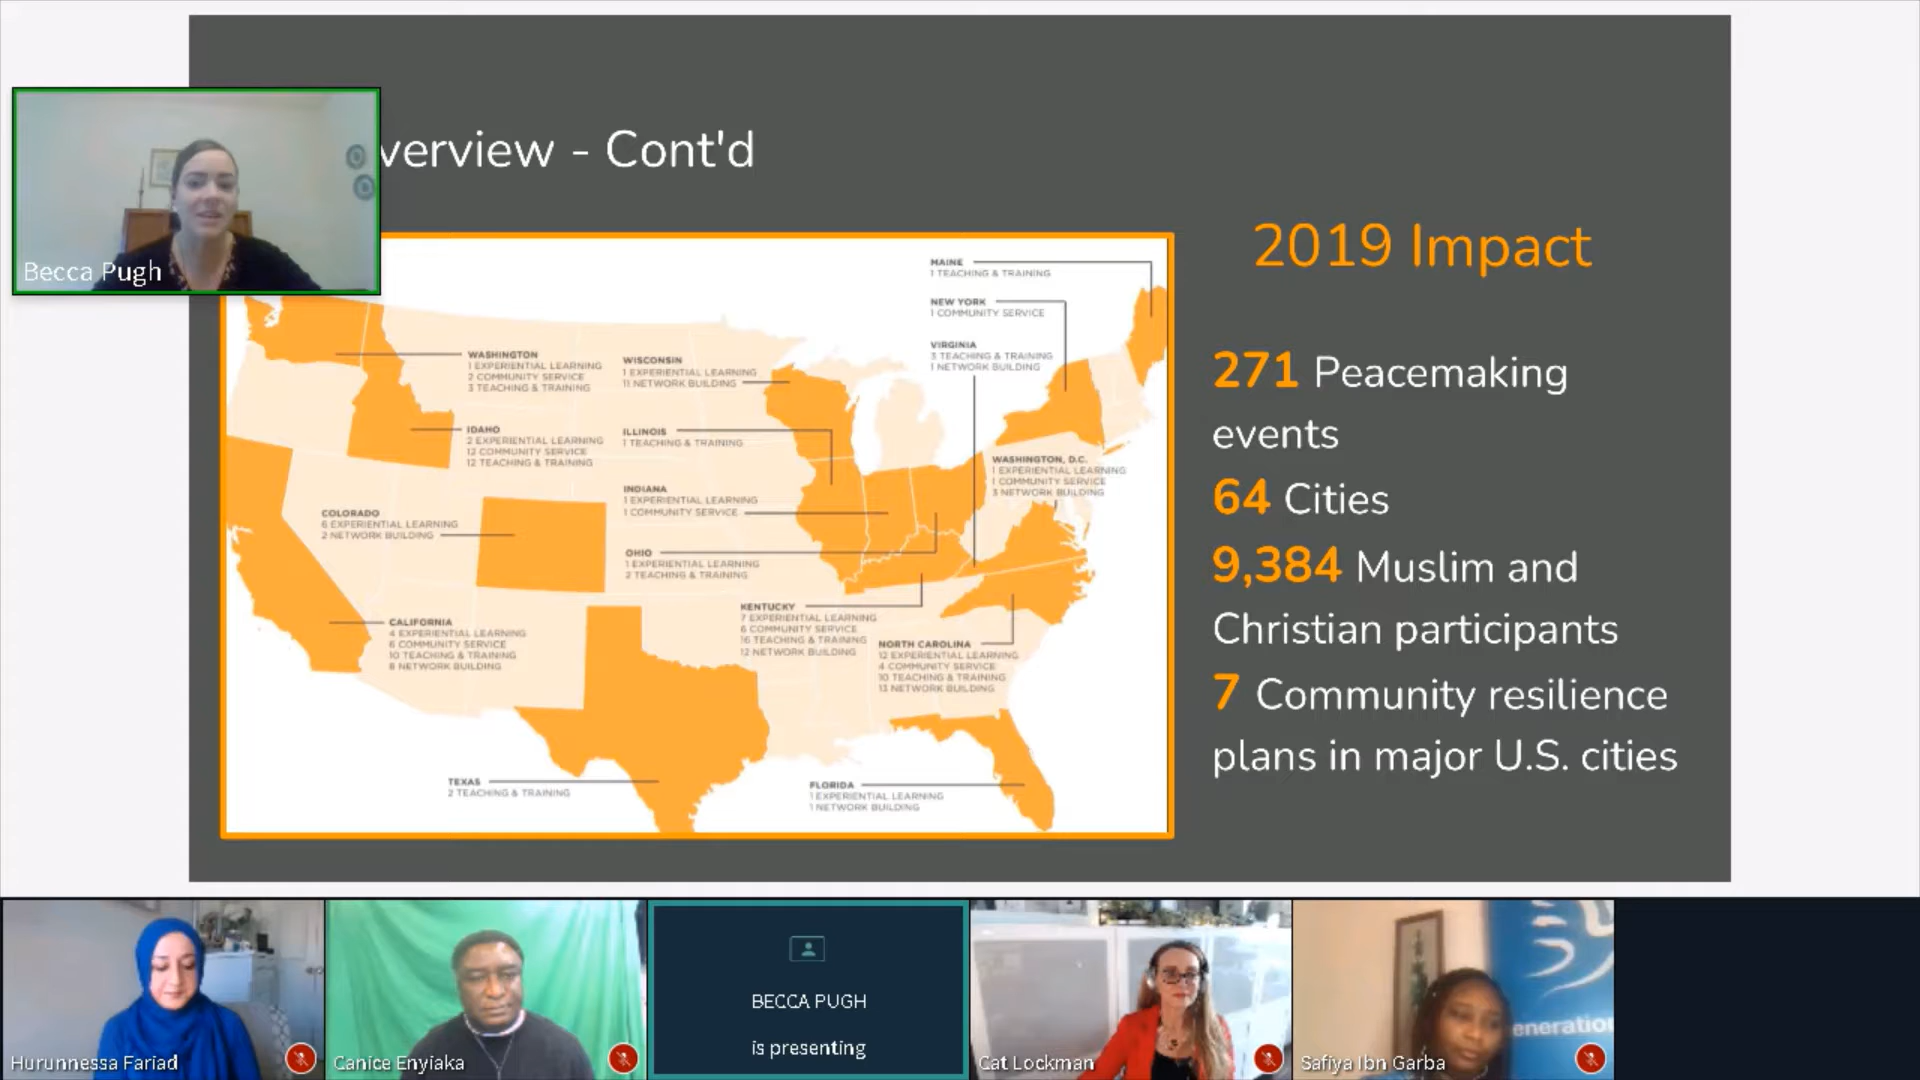 Becca Pugh
verview - Cont'd
2019 Impact
271 Peacemaking
events
64 Cities
9,384 Muslim and
Christian participants
7 Community resilience
plans in major U.S. cities
MAINE
1 TEACHING & TRAINING
NEW YORK
1 COMMUNITY SERVICE
VIRGINIA
3 TEACHING & TRAINING
1 NETWORK BUILDING
WASHINGTON
1 EXPERIENTIAL LEARNING
2 COMMUNITY SERVICE
3 TEACHING & TRAINING
WISCONSIN
1 EXPERIENTIAL LEARNING
11 NETWORK BUILDING
IDAHO
2 EXPERIENTIAL LEARNING
12 COMMUNITY SERVICE
12 TEACHING & TRAINING
ILLINOIS
1 TEACHING & TRAINING
WASHINGTON, D.C.
1 EXPERIENTIAL LEARNING
1 COMMUNITY SERVICE
3 NETWORK BUILDING
INDIANA
1 EXPERIENTIAL LEARNING
1 COMMUNITY SERVICE
COLORADO
6 EXPERIENTIAL LEARNING
2 NETWORK BUILDING
OHIO
1 EXPERIENTIAL LEARNING
2 TEACHING & TRAINING
KENTUCKY
7 EXPERIENTIAL LEARNING
6 COMMUNITY SERVICE
16 TEACHING & TRAINING
12 NETWORK BUILDING
CALIFORNIA
4 EXPERIENTIAL LEARNING
6 COMMUNITY SERVICE
10 TEACHING & TRAINING
8 NETWORK BUILDING
NORTH CAROLINA
12 EXPERIENTIAL LEARNING
4 COMMUNITY SERVICE
10 TEACHING & TRAINING
13 NETWORK BUILDING
TEXAS
2 TEACHING & TRAINING
FLORIDA
1 EXPERIENTIAL LEARNING
1 NETWORK BUILDING
Hurunnessa Fariad
Canice Enyiaka
BECCA PUGH
is presenting
Cat Lockman
Safiya Ibn Garba
eneration